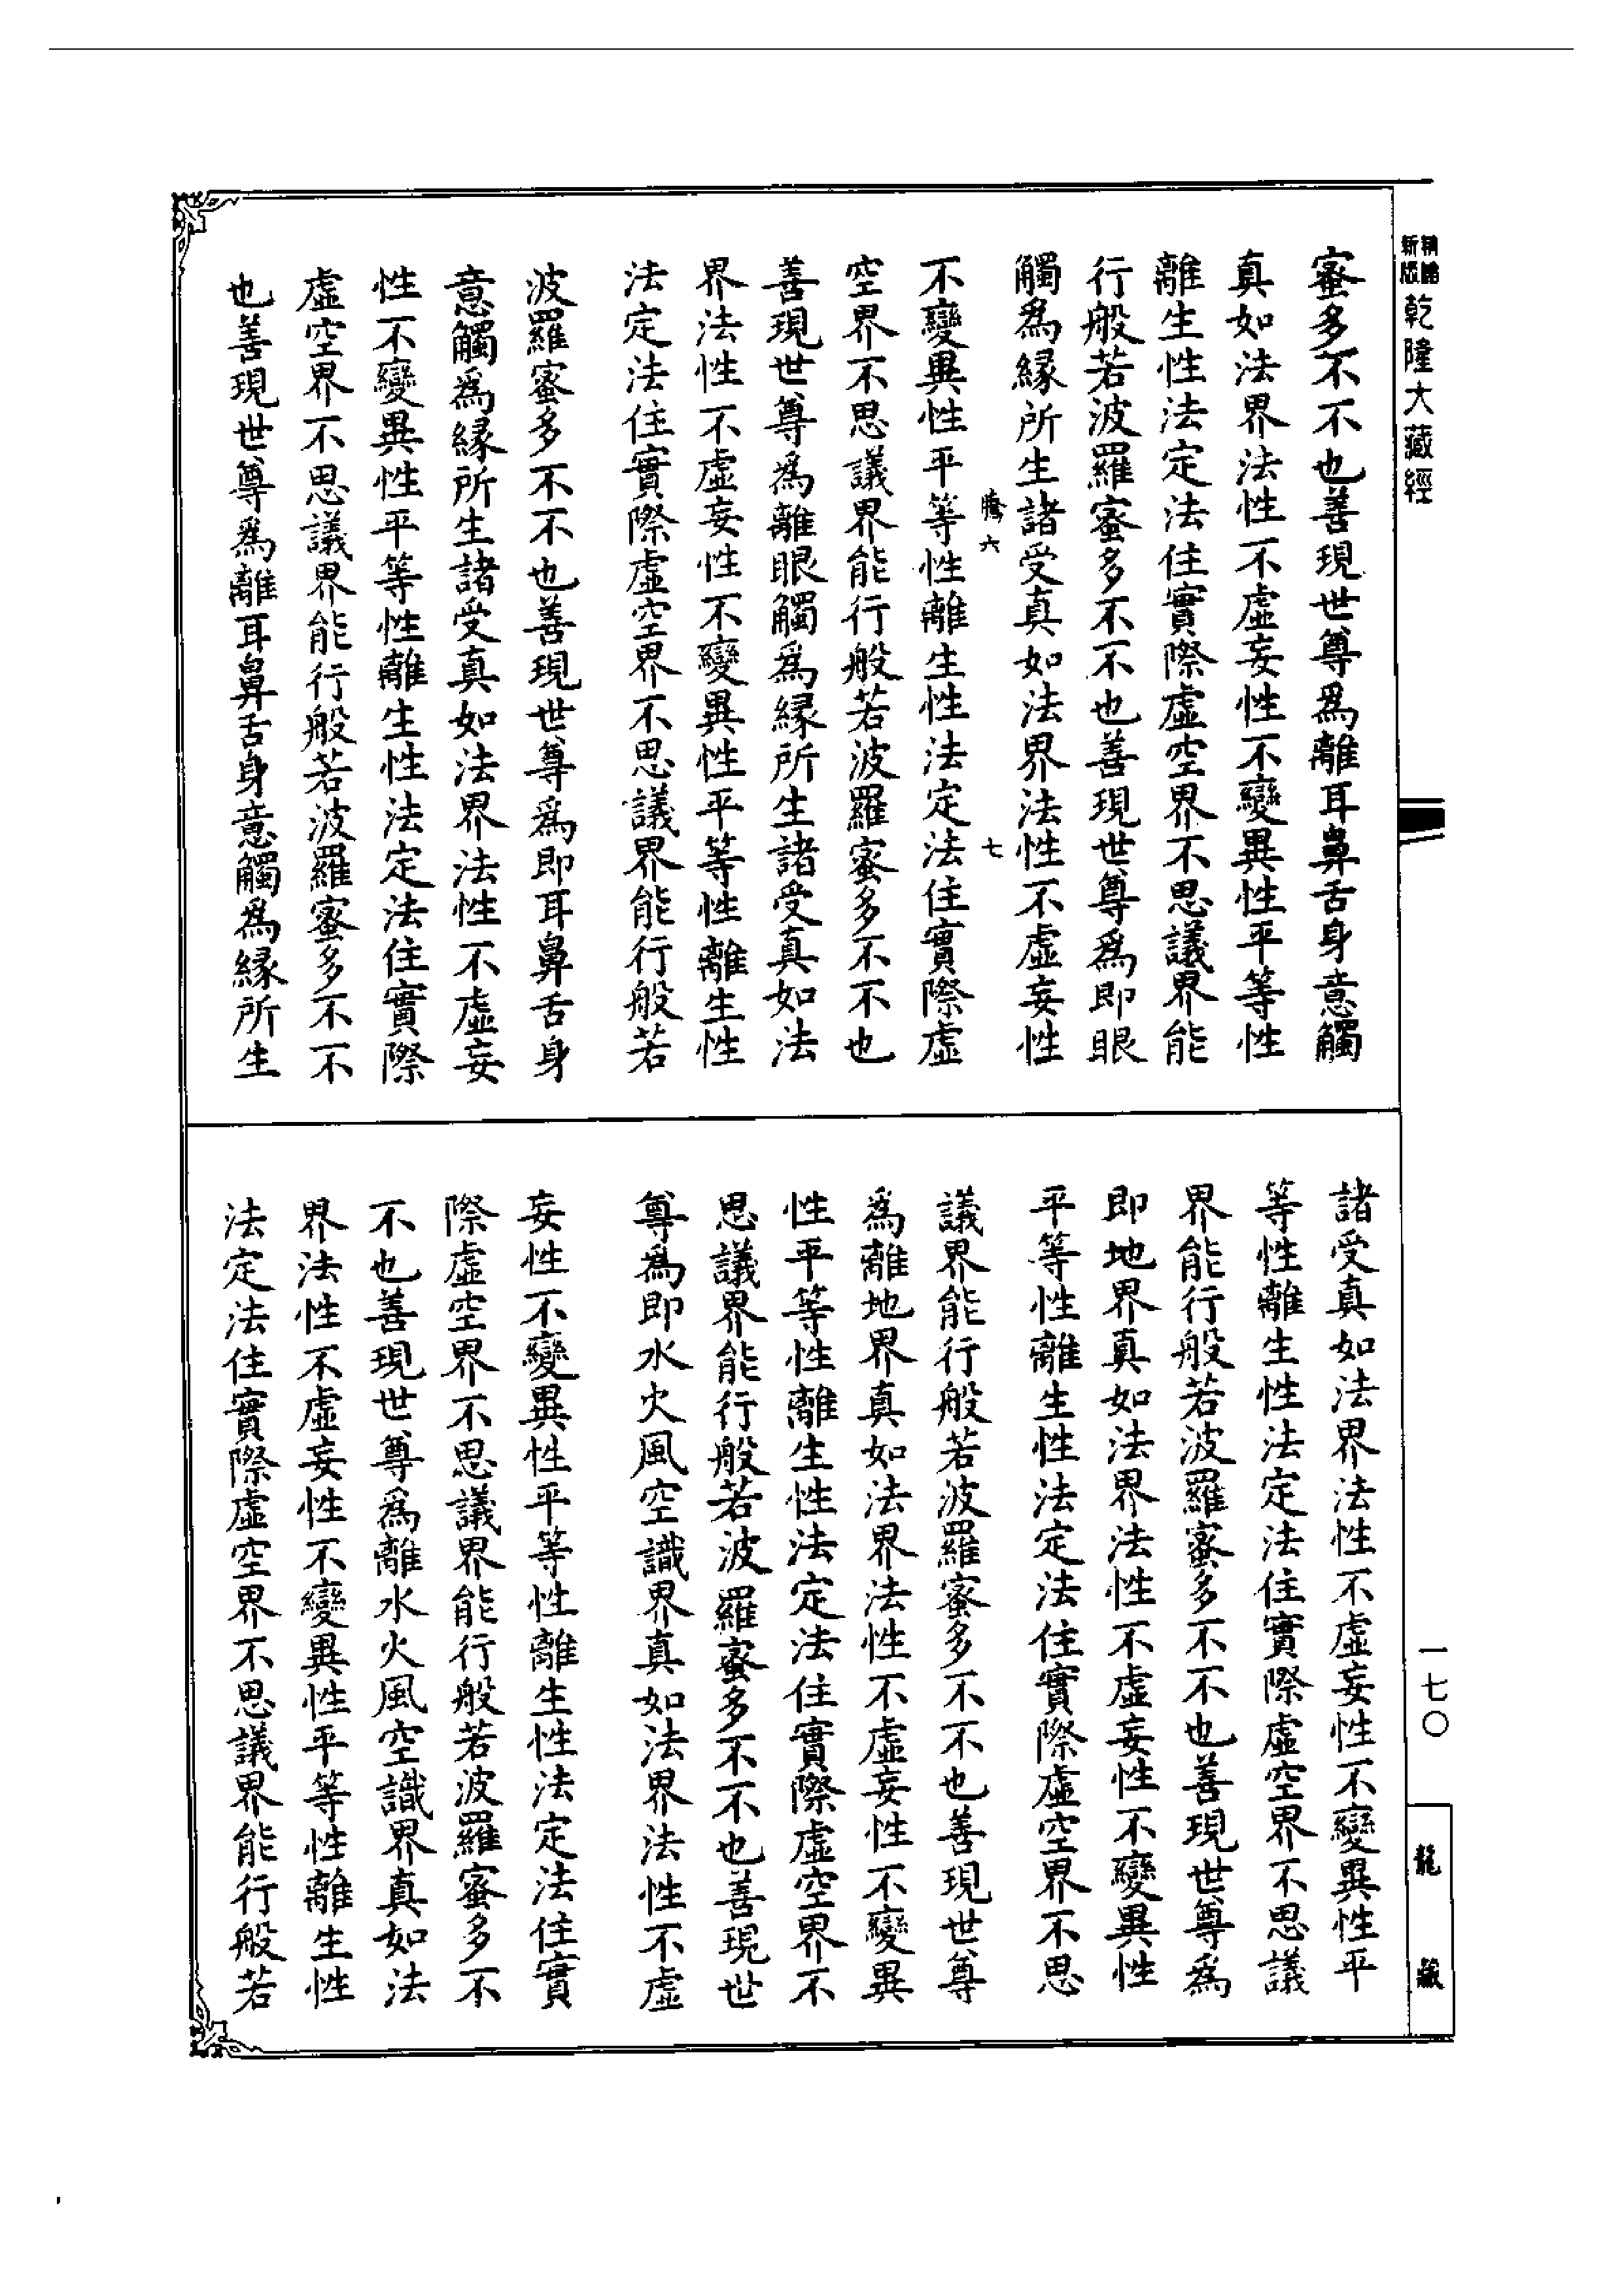 新版
乾隆大藏經
蜜多不不也善現世尊為離耳鼻舌身意觸
真如法界法性不虛妄性不變異性平等性
離生性法定法住實際虛空界不思議界能
行般若波羅蜜多不不也善現世尊為即眼
觸為緣所生諸受真如法界法性不虛妄性
騰六 七
不變異性平等性離生性法定法住實際虛
空界不思議界能行般若波羅蜜多不不也
善現世尊為離眼觸為緣所生諸受真如法
界法性不虛妄性不變異性平等性離生性
法定法住實際虛空界不思議界能行般若
波羅蜜多不不也善現世尊為即耳鼻舌身
意觸為緣所生諸受真如法界法性不虛妄
性不變異性平等性離生性法定法住實際
虛空界不思議界能行般若波羅蜜多不不
也善現世尊為離耳鼻舌身意觸為緣所生
諸受真如法界法性不虛妄性不變異性平
等性離生性法定法住實際虛空界不思議
界能行般若波羅蜜多不不也善現世尊為
即地界真如法界法性不虛妄性不變異性
平等性離生性法定法住實際虛空界不思
議界能行般若波羅蜜多不不也善現世尊
為離地界真如法界法性不虛妄性不變異
性平等性離生性法定法住實際虛空界不
思議界能行般若波羅蜜多不不也善現世
尊為即水火風空識界真如法界法性不虛
妄性不變異性平等性離生性法定法住實
際虛空界不思議界能行般若波羅蜜多不
不也善現世尊為離水火風空識界真如法
界法性不虛妄性不變異性平等性離生性
法定法住實際虛空界不思議界能行般若
一七〇
龍藏